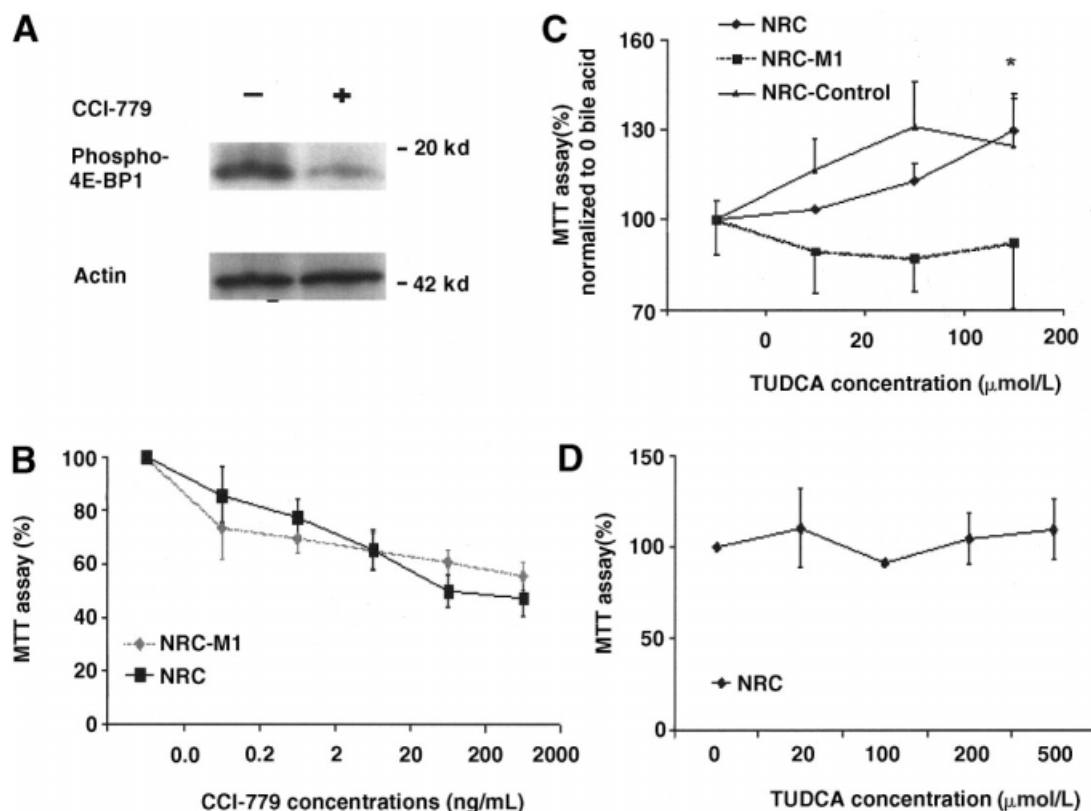 A
CCI-779
− +
Phospho-
4E-BP1
- 20 kd
Actin
- 42 kd
C
NRC
NRC-M1
NRC-Control
*
MTT assay(%)
normalized to 0 bile acid
160
130
100
70
0 20 100 200
TUDCA concentration (μmol/L)
B
MTT assay (%)
100
80
60
40
20
0
NRC-M1
NRC
0.0 0.2 2 20 200 2000
CCI-779 concentrations (ng/mL)
D
MTT assay(%)
150
100
50
0
NRC
0 20 100 200 500
TUDCA concentration (μmol/L)